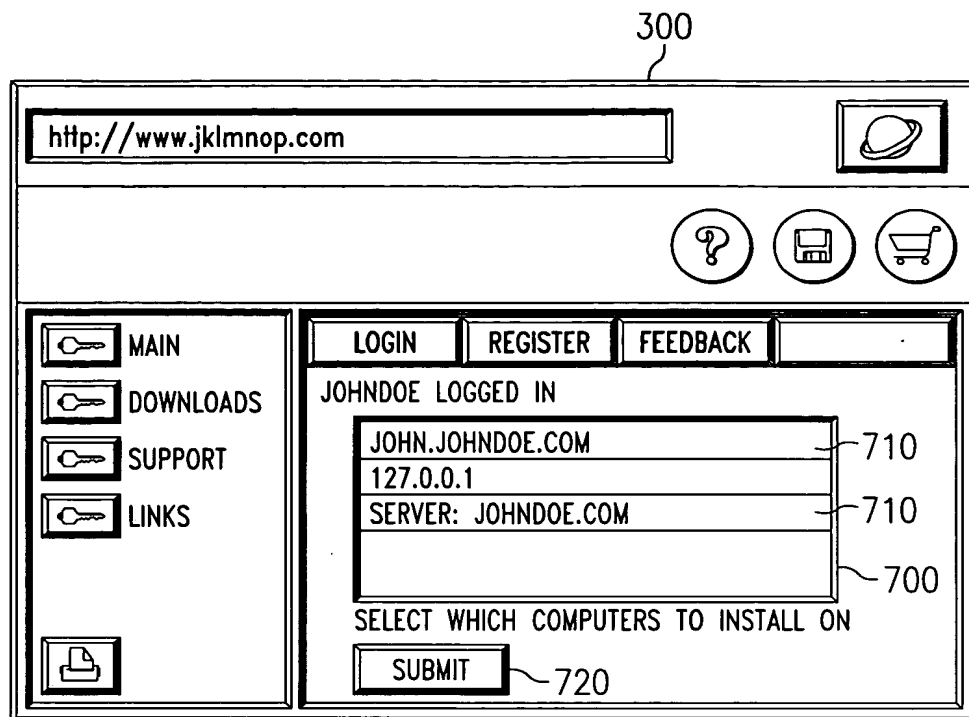 300
http://www.jklmnop.com
?
MAIN
DOWNLOADS
SUPPORT
LINKS
LOGIN REGISTER FEEDBACK
JOHNDOE LOGGED IN
JOHN.JOHNDOE.COM 710
127.0.0.1
SERVER: JOHNDOE.COM 710
700
SELECT WHICH COMPUTERS TO INSTALL ON
SUBMIT 720